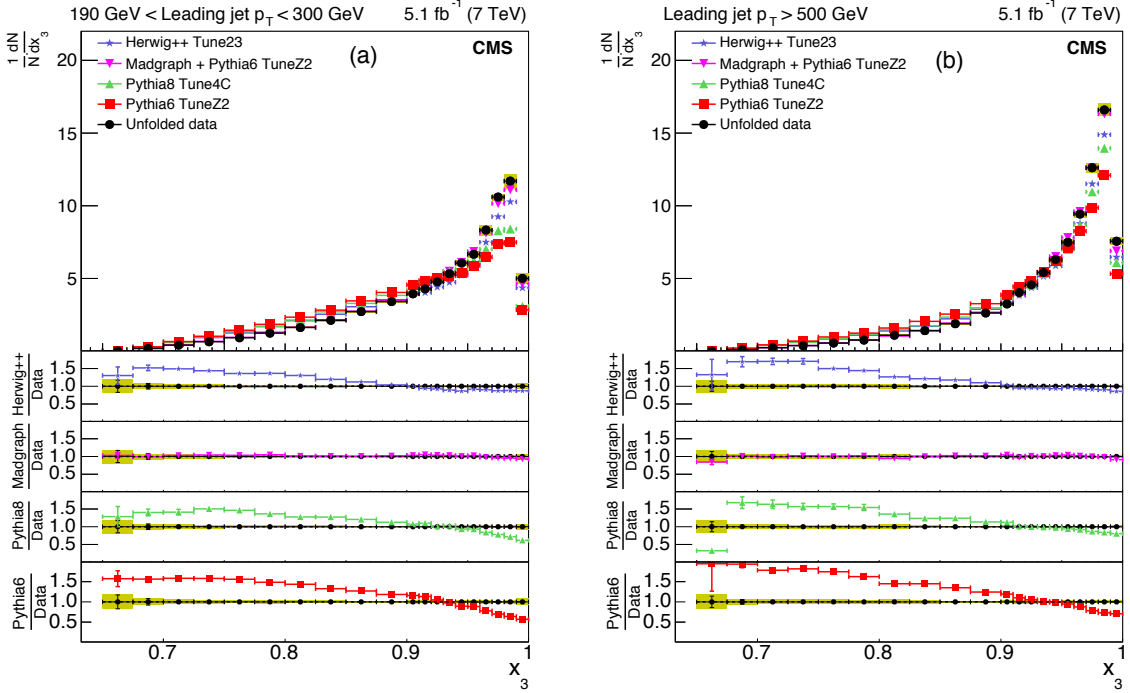 190 GeV < Leading jet p_T < 300 GeV 5.1 fb⁻¹ (7 TeV)
1/N dN/dx₃
20
15
10
5
Herwig++ Tune23
Madgraph + Pythia6 TuneZ2
Pythia8 Tune4C
Pythia6 TuneZ2
Unfolded data
(a)
CMS
Herwig++
Data
1.5
1.0
0.5
Madgraph
Data
1.5
1.0
0.5
Pythia8
Data
1.5
1.0
0.5
Pythia6
Data
1.5
1.0
0.5
0.7 0.8 0.9 1
x₃
Leading jet p_T > 500 GeV 5.1 fb⁻¹ (7 TeV)
1/N dN/dx₃
20
15
10
5
Herwig++ Tune23
Madgraph + Pythia6 TuneZ2
Pythia8 Tune4C
Pythia6 TuneZ2
Unfolded data
(b)
CMS
Herwig++
Data
1.5
1.0
0.5
Madgraph
Data
1.5
1.0
0.5
Pythia8
Data
1.5
1.0
0.5
Pythia6
Data
1.5
1.0
0.5
0.7 0.8 0.9 1
x₃